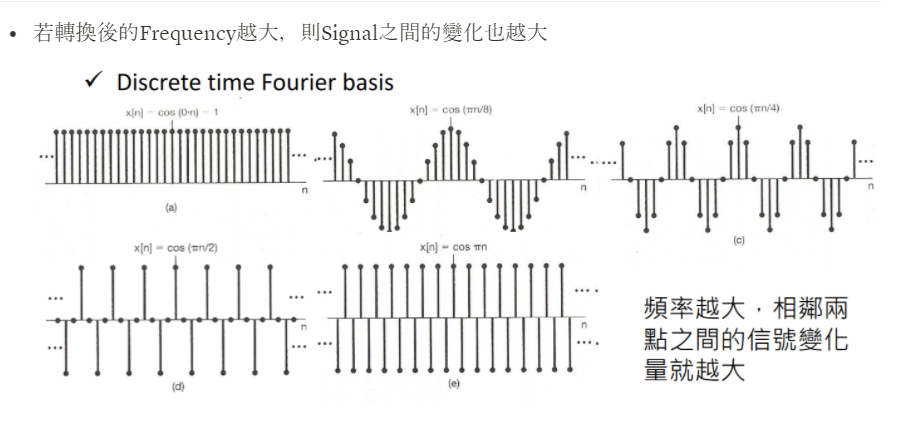 • 若轉換後的Frequency越大，則Signal之間的變化也越大
✓ Discrete time Fourier basis
x[n] = cos (0·n) = 1
x[n] = cos (πn/8)
x[n] = cos (πn/4)
n
n
n
(a)
(c)
x[n] = cos (πn/2)
x[n] = cos πn
n
n
(d)
(e)
頻率越大，相鄰兩
點之間的信號變化
量就越大